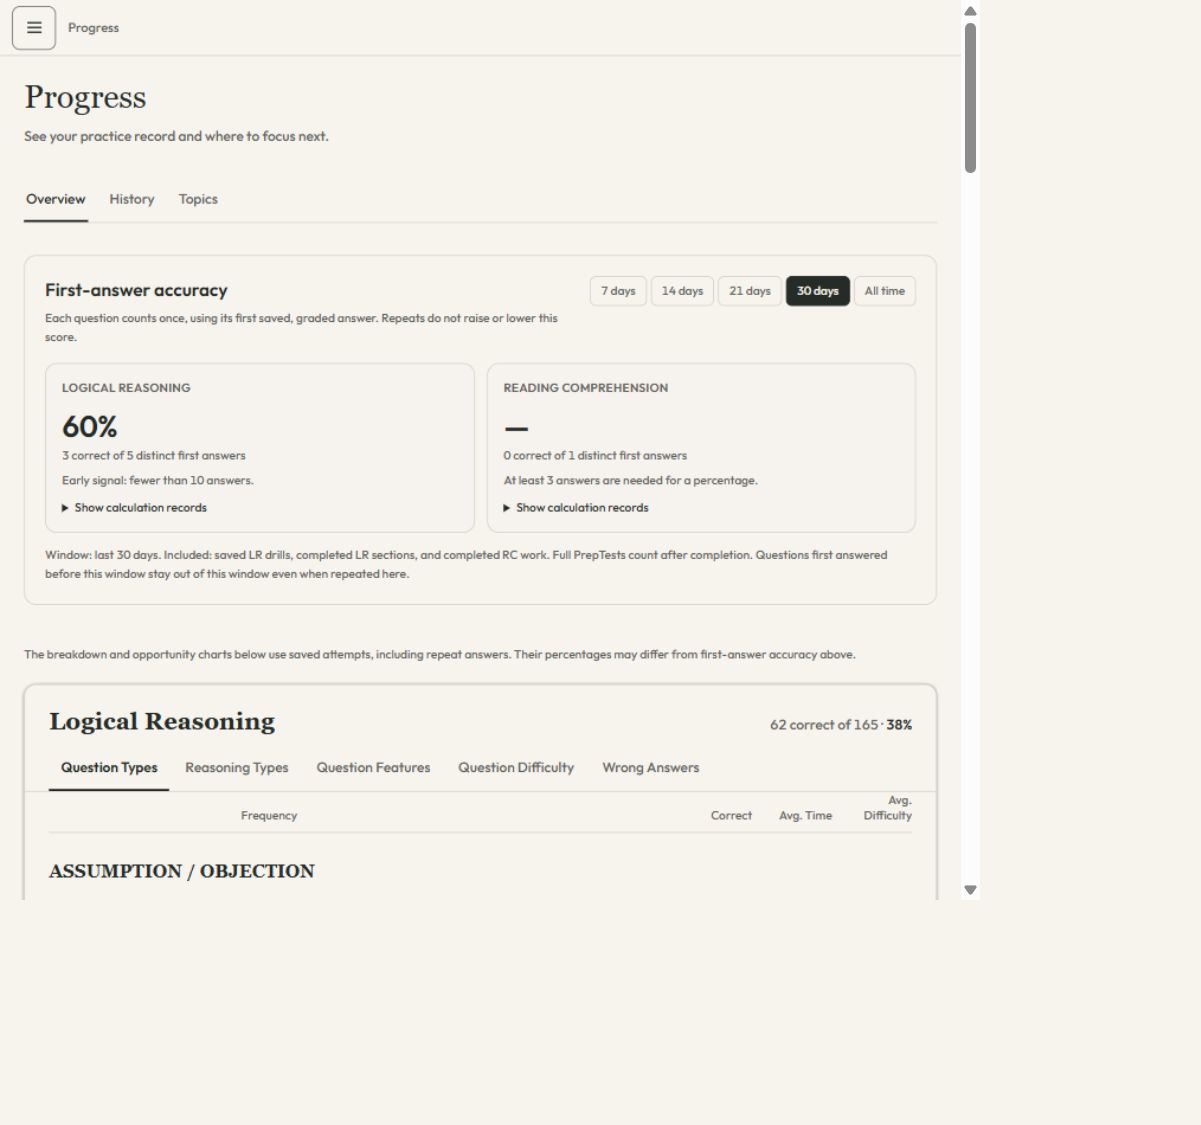 Progress
Progress
See your practice record and where to focus next.
Overview History Topics
First-answer accuracy
7 days 14 days 21 days 30 days All time
Each question counts once, using its first saved, graded answer. Repeats do not raise or lower this
score.
LOGICAL REASONING
60%
3 correct of 5 distinct first answers
Early signal: fewer than 10 answers.
Show calculation records
READING COMPREHENSION
—
0 correct of 1 distinct first answers
At least 3 answers are needed for a percentage.
Show calculation records
Window: last 30 days. Included: saved LR drills, completed LR sections, and completed RC work. Full PrepTests count after completion. Questions first answered
before this window stay out of this window even when repeated here.
The breakdown and opportunity charts below use saved attempts, including repeat answers. Their percentages may differ from first-answer accuracy above.
Logical Reasoning
62 correct of 165 · 38%
Question Types Reasoning Types Question Features Question Difficulty Wrong Answers
Frequency Correct Avg. Time Avg.
Difficulty
ASSUMPTION / OBJECTION